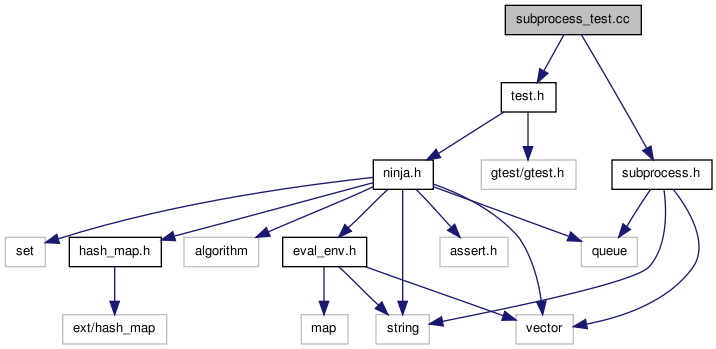 subprocess_test.cc
test.h
ninja.h
gtest/gtest.h
subprocess.h
set
hash_map.h
algorithm
eval_env.h
assert.h
queue
ext/hash_map
map
string
vector